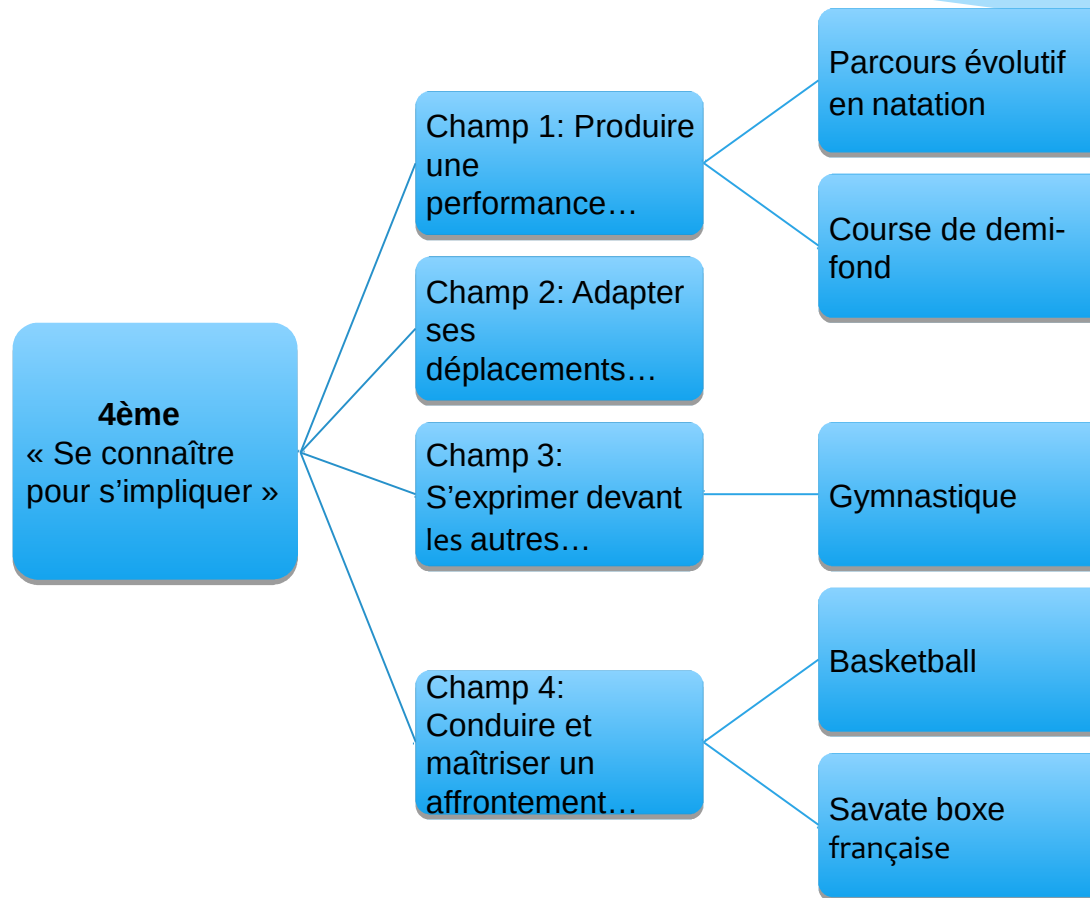 4ème
« Se connaître
pour s’impliquer »
Champ 1: Produire
une
performance…
Parcours évolutif
en natation
Course de demi-
fond
Champ 2: Adapter
ses
déplacements…
Champ 3:
S’exprimer devant
les autres…
Gymnastique
Champ 4:
Conduire et
maîtriser un
affrontement…
Basketball
Savate boxe
française